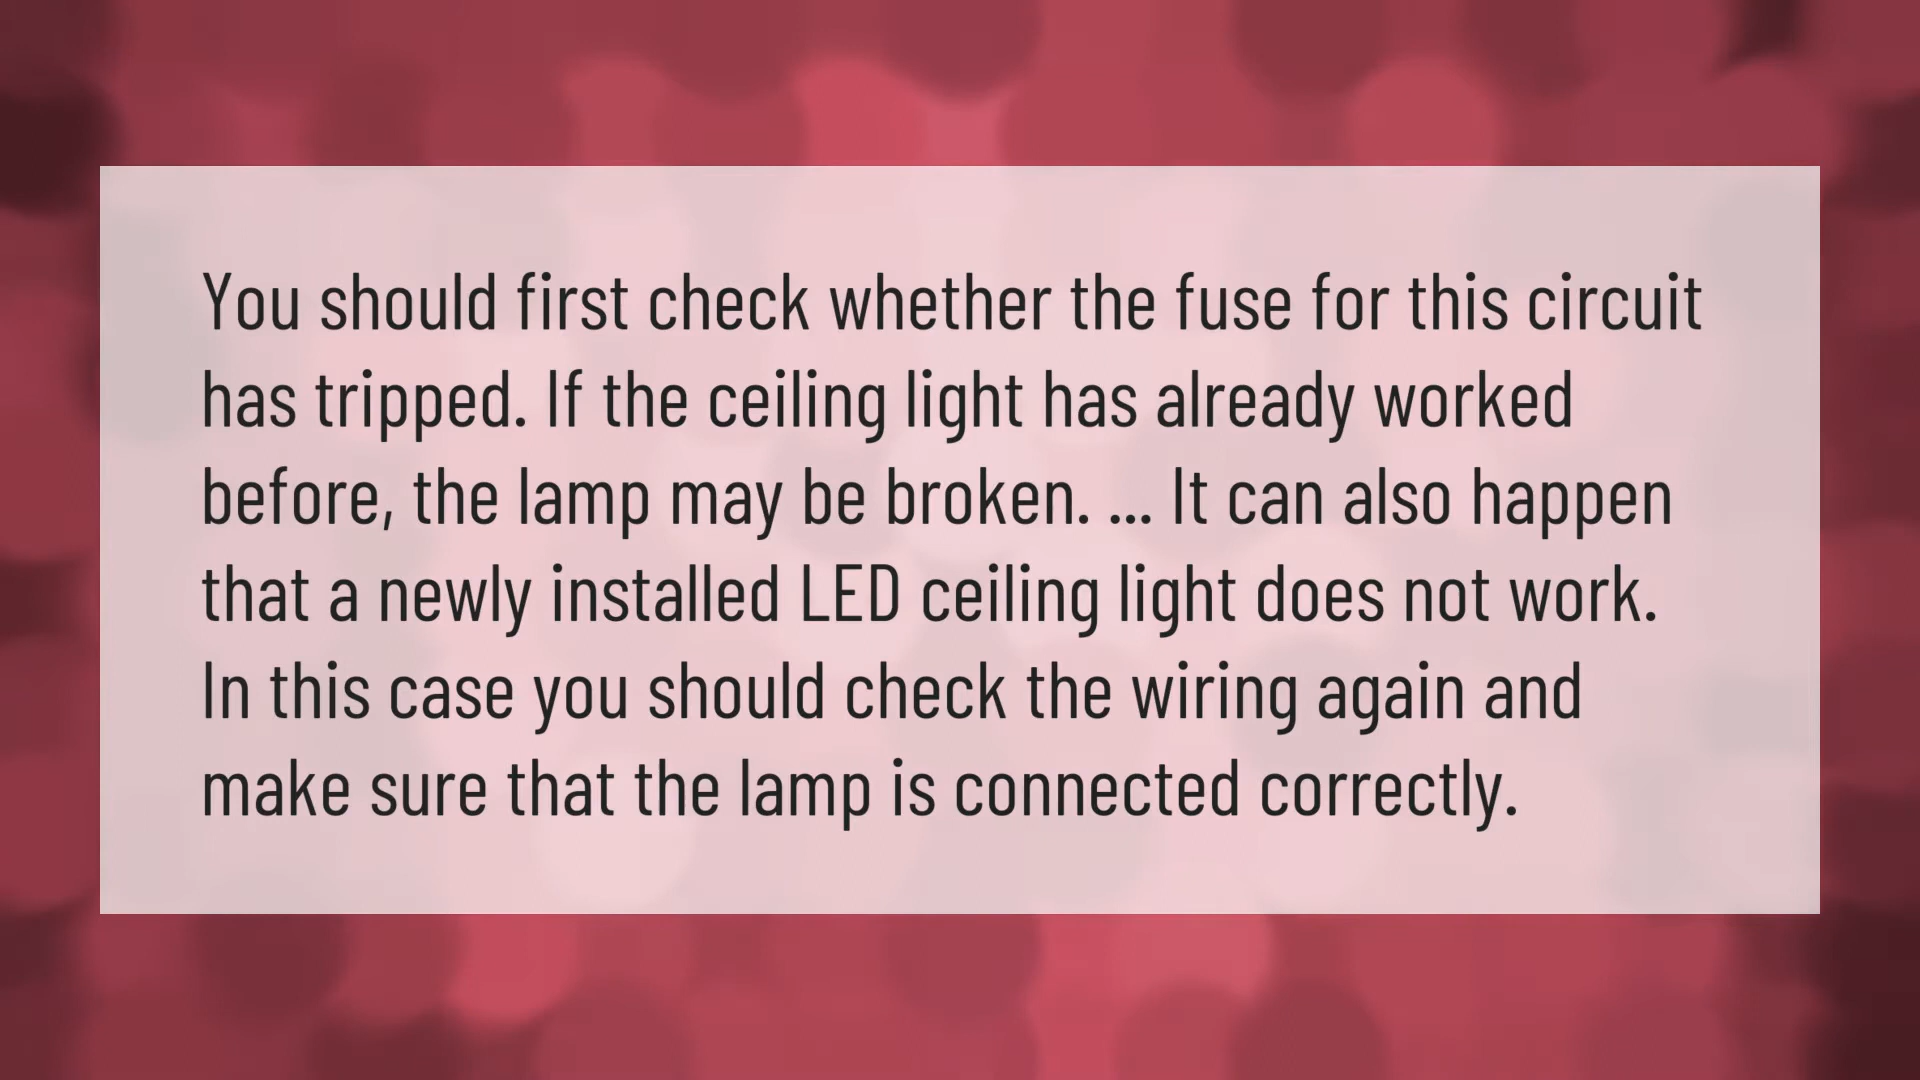 You should first check whether the fuse for this circuit
has tripped. If the ceiling light has already worked
before, the lamp may be broken. ... It can also happen
that a newly installed LED ceiling light does not work.
In this case you should check the wiring again and
make sure that the lamp is connected correctly.